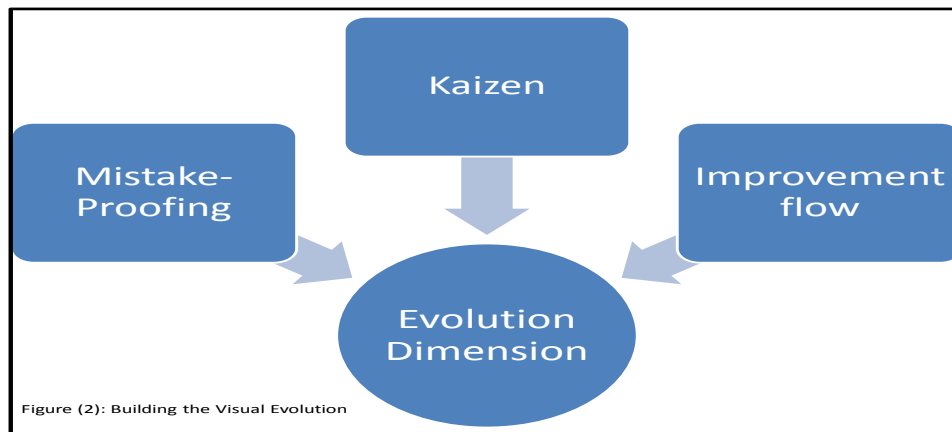 Kaizen
Mistake-
Proofing
Improvement
flow
Evolution
Dimension
Figure (2): Building the Visual Evolution